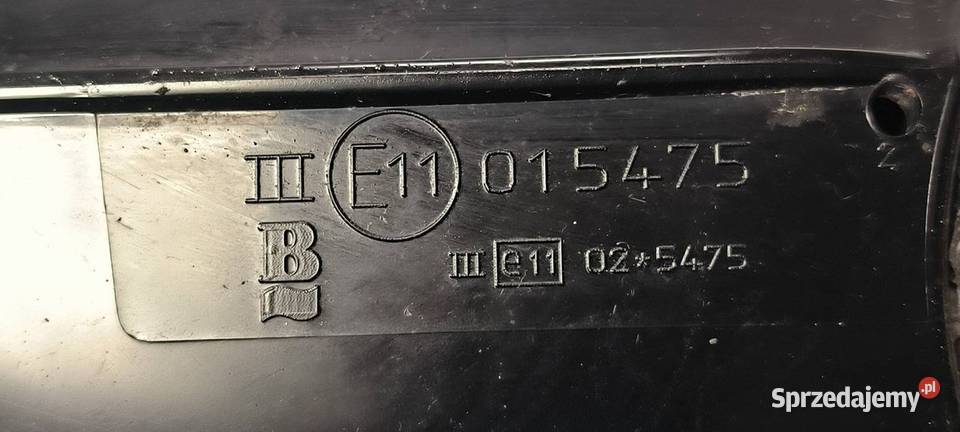 III E11 015475
Z
B
III e11 02*5475
Sprzedajemy.pl